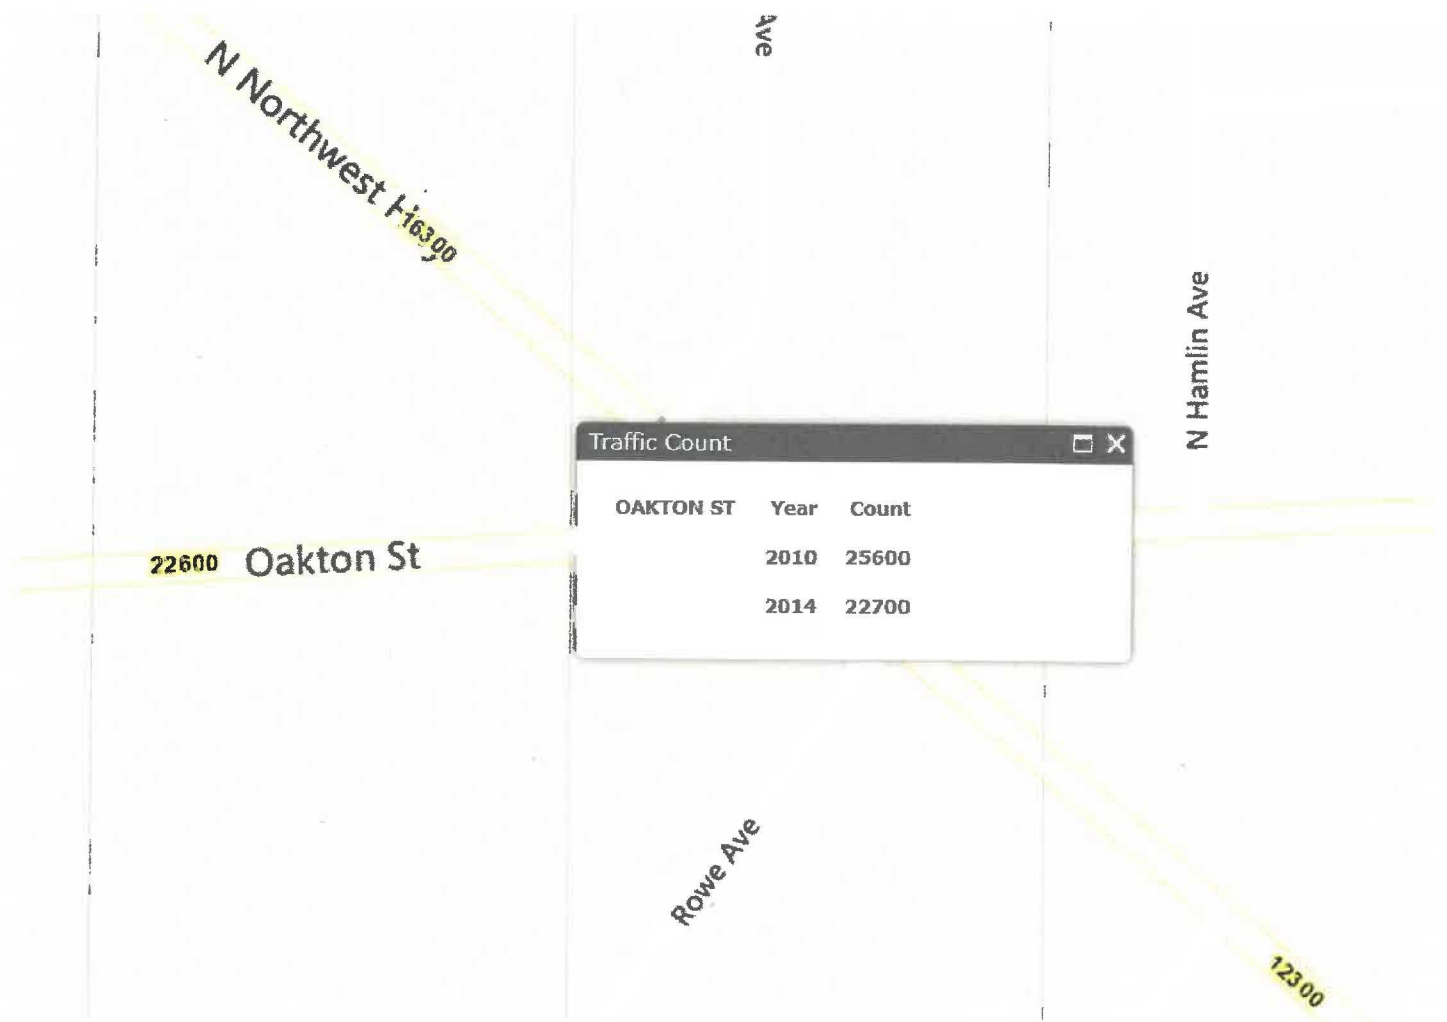 Ave
N Northwest Hwy
16300
N Hamlin Ave
Traffic Count
OAKTON ST Year Count
2010 25600
2014 22700
22600 Oakton St
Rowe Ave
12300